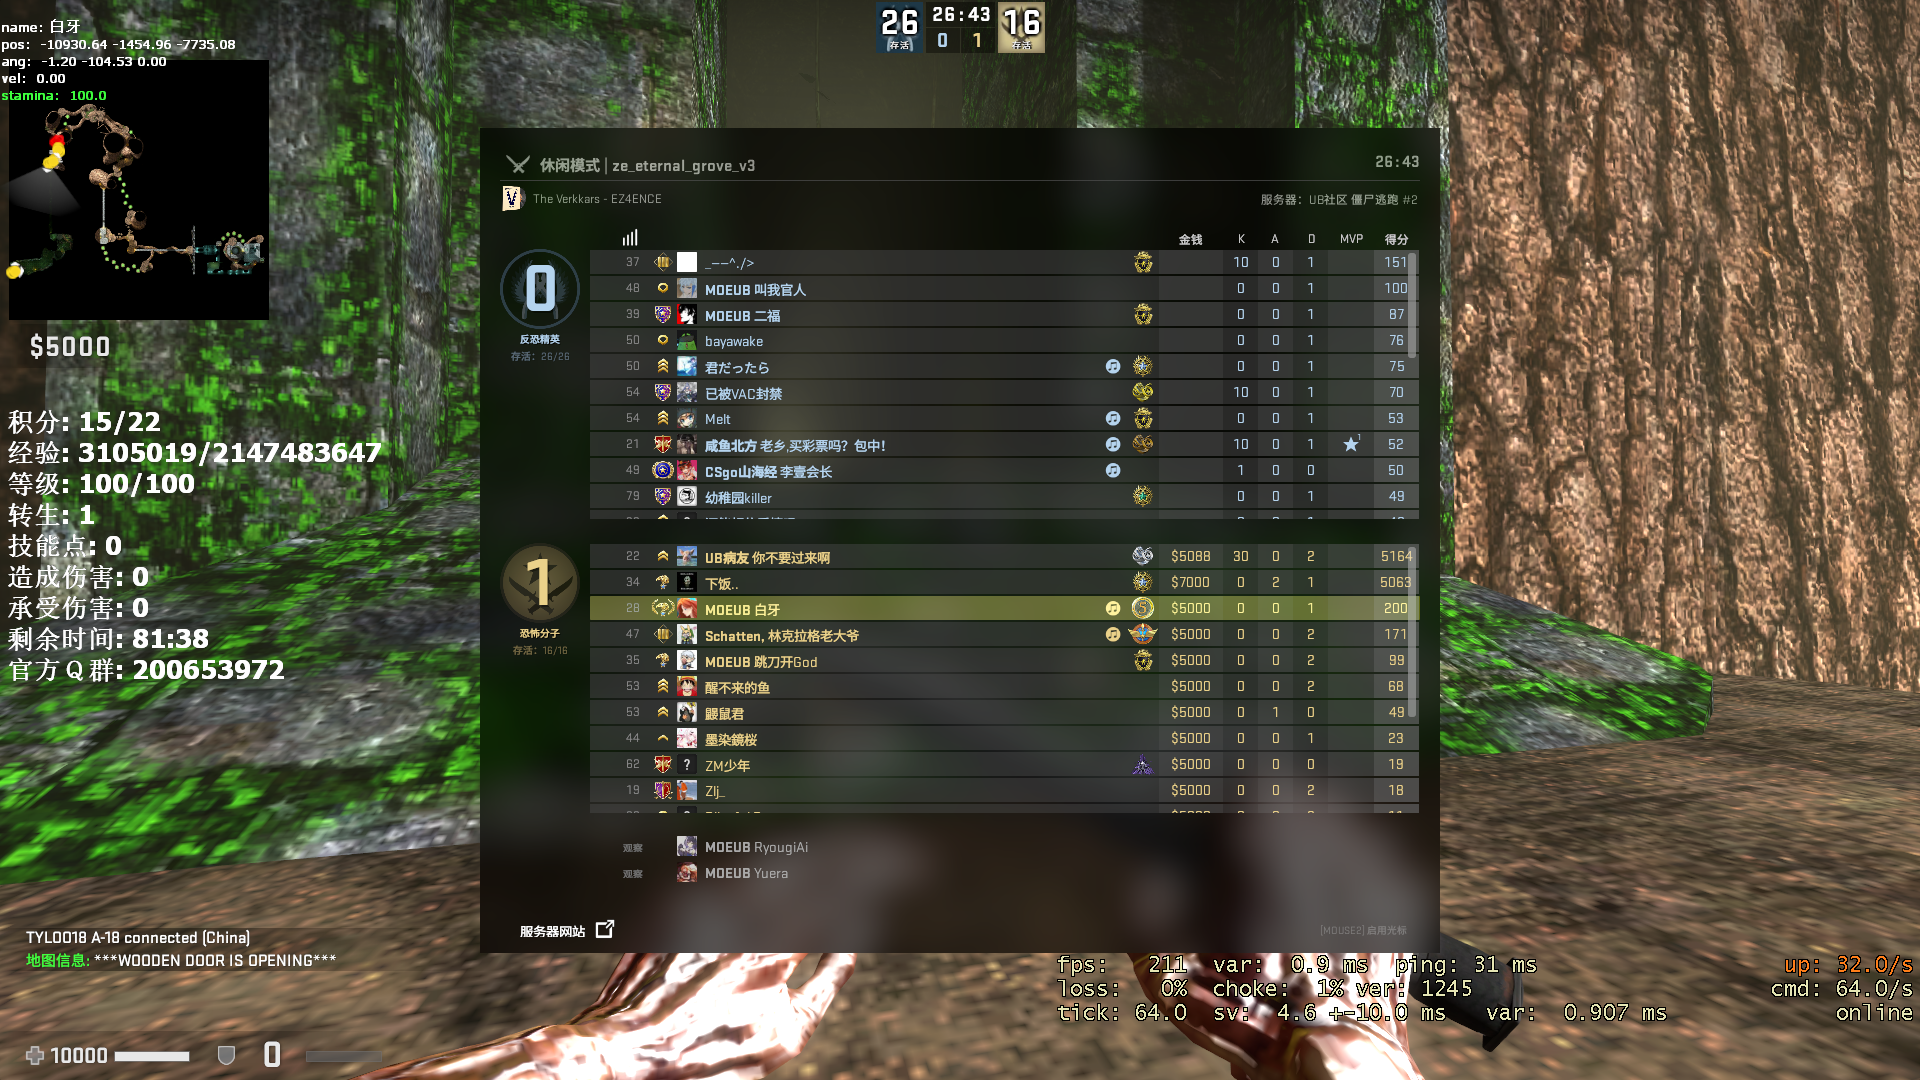 name: 白牙
pos: -10930.64 -1454.96 -7735.08
ang: -1.20 -104.53 0.00
vel: 0.00
stamina: 100.0
$5000
积分: 15/22
经验: 3105019/2147483647
等级: 100/100
转生: 1
技能点: 0
造成伤害: 0
承受伤害: 0
剩余时间: 81:38
官方Q群: 200653972
26 26:43 16
存活 0 1 存活
休闲模式 | ze_eternal_grove_v3 26:43
The Verkkars - EZ4ENCE 服务器: UB社区 僵尸逃跑 #2
金钱 K A D MVP 得分
0
反恐精英
存活: 26/26
37 _−−^./> 10 0 1 151
48 MOEUB 叫我官人 0 0 1 100
39 MOEUB 二福 0 0 1 87
50 bayawake 0 0 1 76
50 君だったら 0 0 1 75
54 已被VAC封禁 10 0 1 70
54 Melt 0 0 1 53
21 咸鱼北方 老乡,买彩票吗? 包中! 10 0 1 1 52
49 CSgo山海经 李壹会长 1 0 0 50
79 幼稚园killer 0 0 1 49
1
恐怖分子
存活: 16/16
22 UB病友 你不要过来啊 $5088 30 0 2 5164
34 下饭.. $7000 0 2 1 5063
28 MOEUB 白牙 5 $5000 0 0 1 200
47 Schatten, 林克拉格老大爷 $5000 0 0 2 171
35 MOEUB 跳刀开God $5000 0 0 2 99
53 醒不来的鱼 $5000 0 0 2 68
53 鼹鼠君 $5000 0 1 0 49
44 墨染鏡桜 $5000 0 0 1 23
62 ? ZM少年 $5000 0 0 0 19
19 Zlj_ $5000 0 0 2 18
观察 MOEUB RyougiAi
观察 MOEUB Yuera
服务器网站 [MOUSE2] 启用光标
TYLOO18 A-18 connected (China)
地图信息: ***WOODEN DOOR IS OPENING***
10000 0
fps: 211 var: 0.9 ms ping: 31 ms up: 32.0/s
loss: 0% choke: 1% ver: 1245 cmd: 64.0/s
tick: 64.0 sv: 4.6 +-10.0 ms var: 0.907 ms online